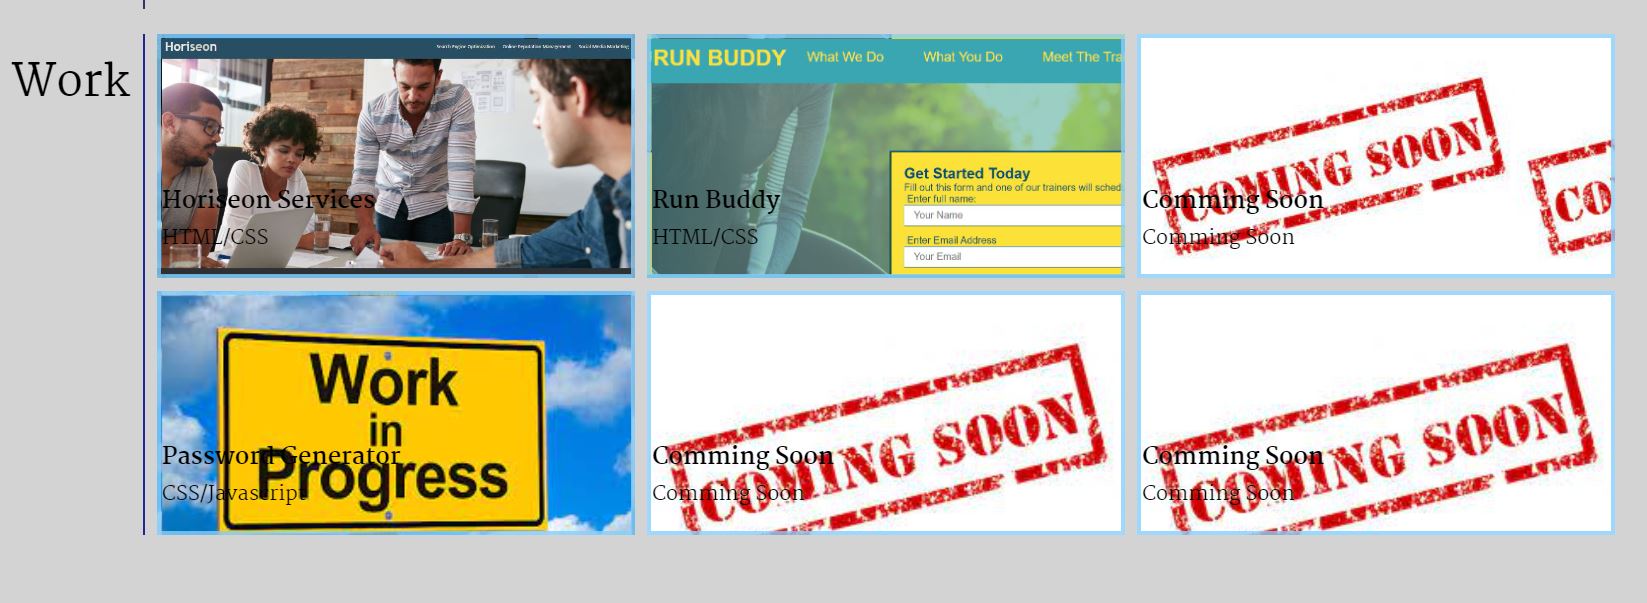 Work
Horiseon
Search Engine Optimization Online Reputation Management Social Media Marketing
Horiseon Services
HTML/CSS
RUN BUDDY What We Do What You Do Meet The Tra
Get Started Today
Fill out this form and one of our trainers will sched
Enter full name:
Your Name
Enter Email Address
Your Email
Run Buddy
HTML/CSS
COMING SOON
CO
Comming Soon
Comming Soon
Work
in
Progress
Password Generator
CSS/Javascript
COMING SOON
Comming Soon
Comming Soon
COMING SOON
Comming Soon
Comming Soon